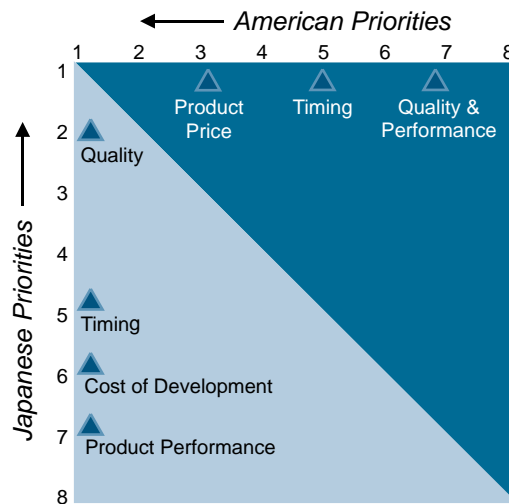 American Priorities
1 2 3 4 5 6 7 8
1
Product
Price
Timing
Quality &
Performance
Japanese Priorities
2
Quality
3
4
5
Timing
6
Cost of Development
7
Product Performance
8